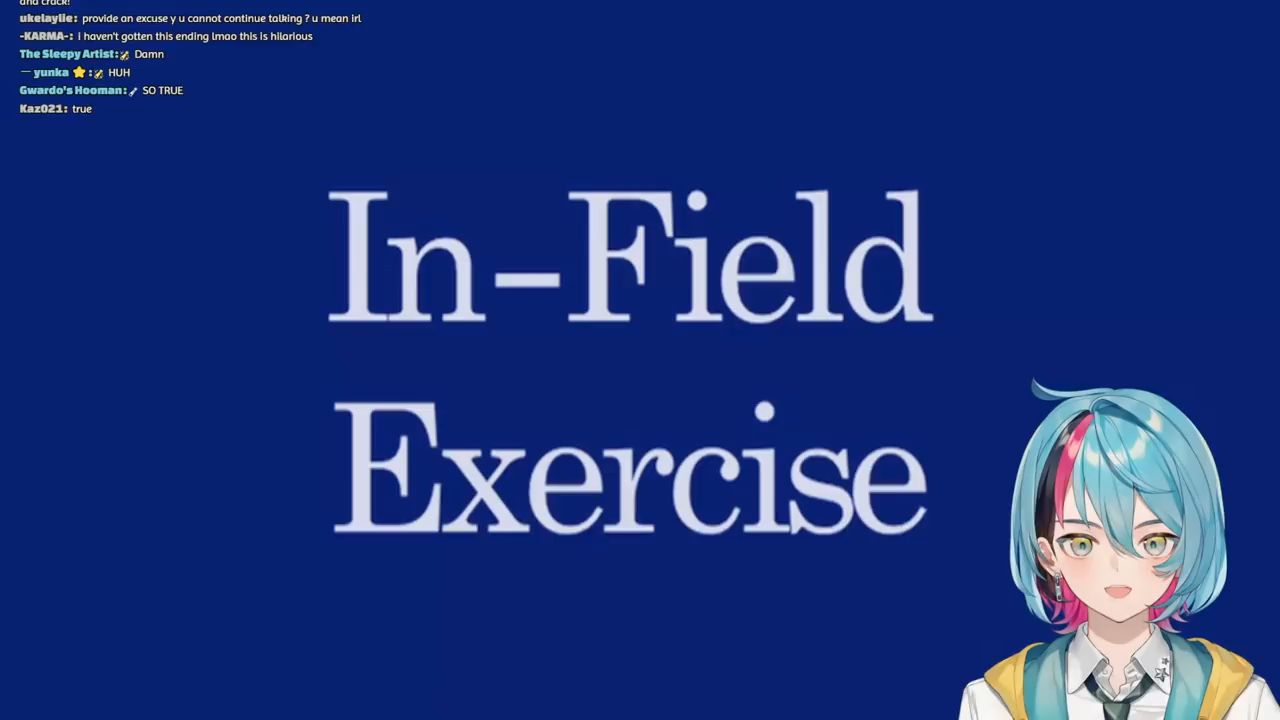 and crack!
ukelaylie: provide an excuse y u cannot continue talking ? u mean irl
-KARMA-: i haven't gotten this ending lmao this is hilarious
The Sleepy Artist: Damn
一 yunka ⭐: HUH
Gwardo's Hooman: SO TRUE
Kaz021: true
In-Field
Exercise